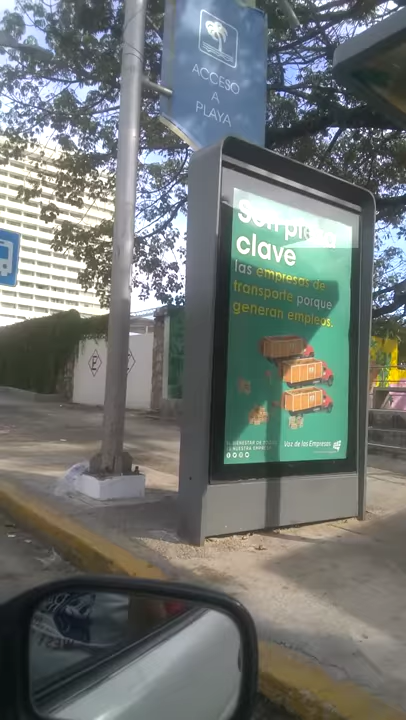 ACCESO
A
PLAYA
Son pieza
clave
las empresas de
transporte porque
generan empleos.
Voz de las Empresas
E